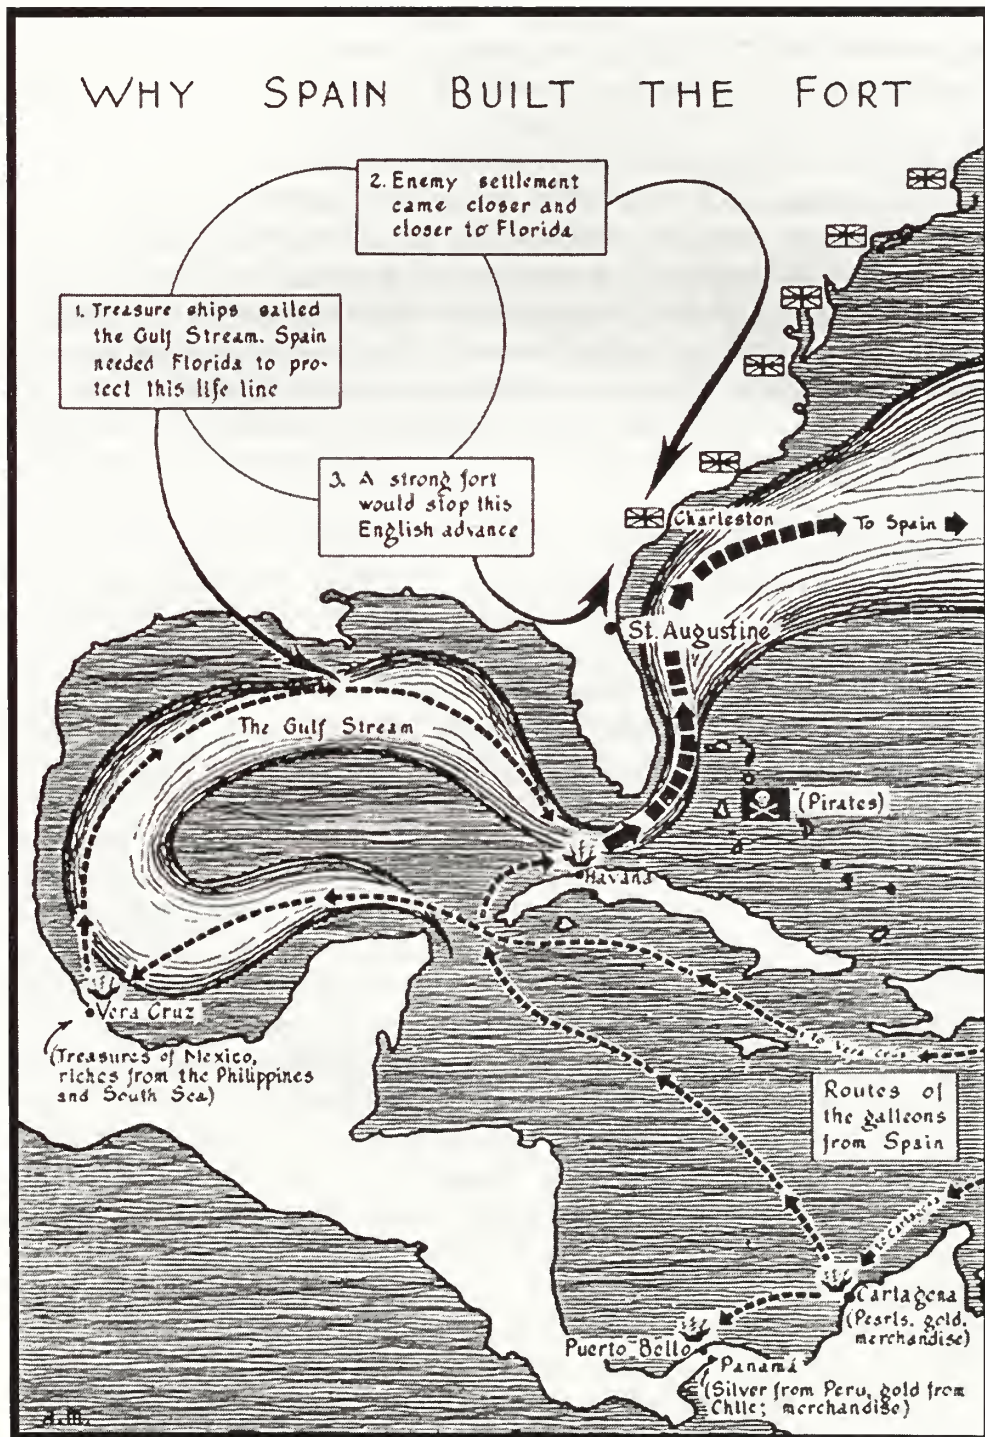 WHY SPAIN BUILT THE FORT
2. Enemy settlement
came closer and
closer to Florida
1. Treasure ships sailed
the Gulf Stream. Spain
needed Florida to pro-
tect this life line
3. A strong fort
would stop this
English advance
Charleston
To Spain
St. Augustine
The Gulf Stream
(Pirates)
Havana
Vera Cruz
(Treasures of Mexico,
riches from the Philippines
and South Sea)
To Vera Cruz
Routes of
the galleons
from Spain
To Cartagena
Cartagena
(Pearls, gold,
merchandise)
Puerto Bello
Panamá
(Silver from Peru, gold from
Chile; merchandise)
A.M.